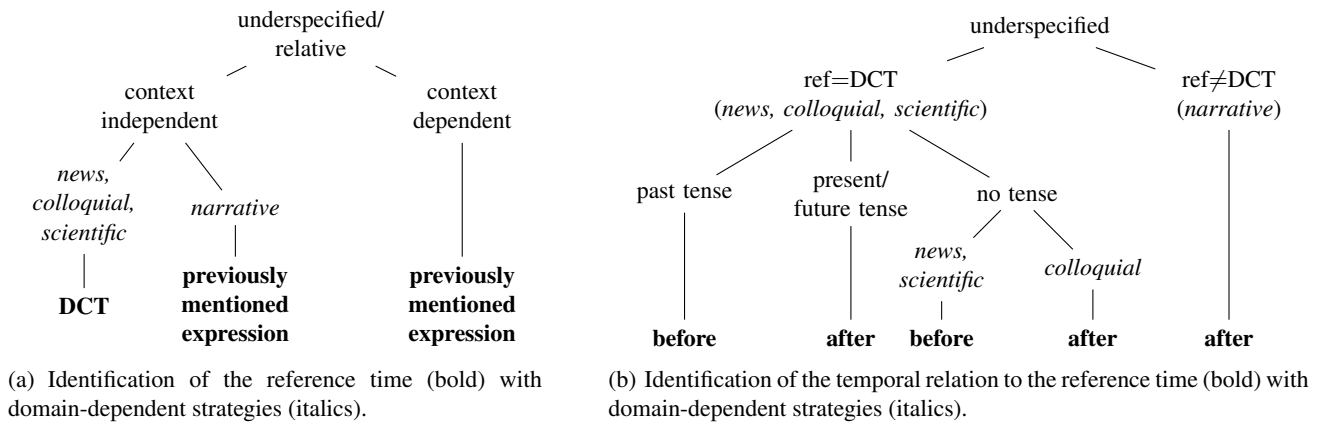 underspecified/
relative
context
independent
context
dependent
news,
colloquial,
scientific
narrative
DCT
previously
mentioned
expression
previously
mentioned
expression
(a) Identification of the reference time (bold) with
domain-dependent strategies (italics).
underspecified
ref=DCT
(news, colloquial, scientific)
ref≠DCT
(narrative)
past tense
present/
future tense
no tense
news,
scientific
colloquial
before
after
before
after
after
(b) Identification of the temporal relation to the reference time (bold) with
domain-dependent strategies (italics).